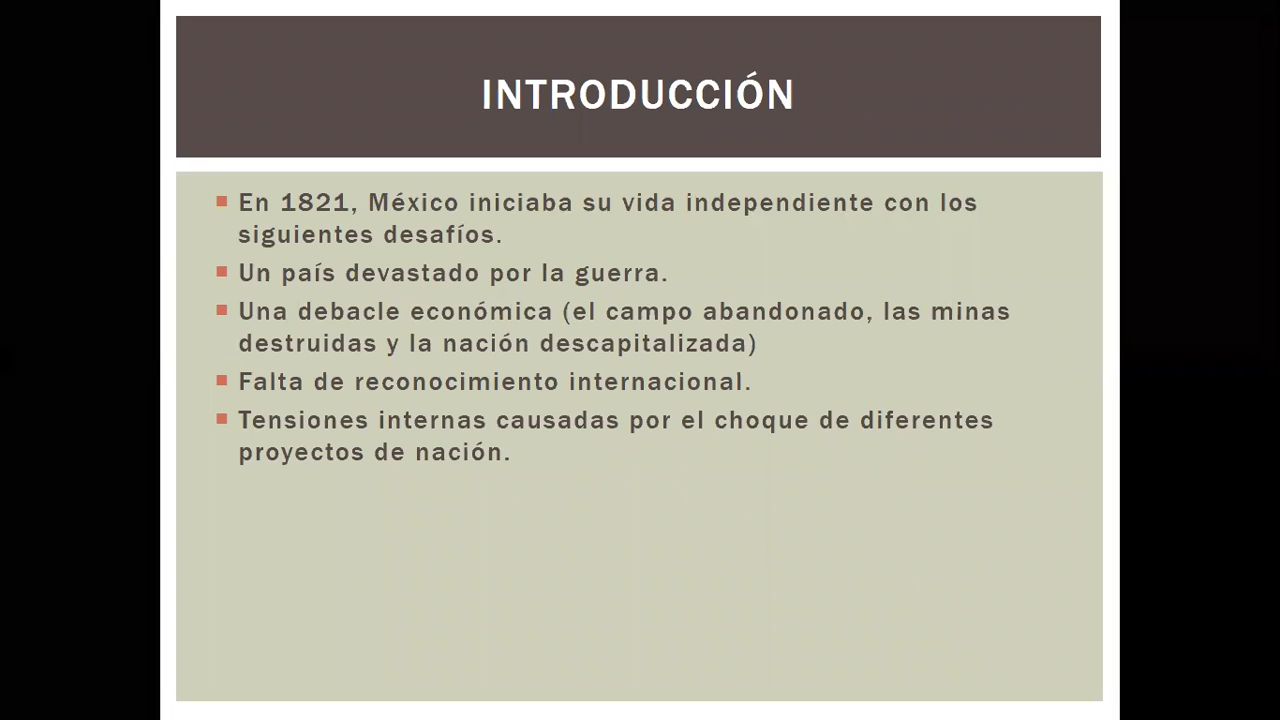 INTRODUCCIÓN
En 1821, México iniciaba su vida independiente con los
siguientes desafíos.
Un país devastado por la guerra.
Una debacle económica (el campo abandonado, las minas
destruidas y la nación descapitalizada)
Falta de reconocimiento internacional.
Tensiones internas causadas por el choque de diferentes
proyectos de nación.